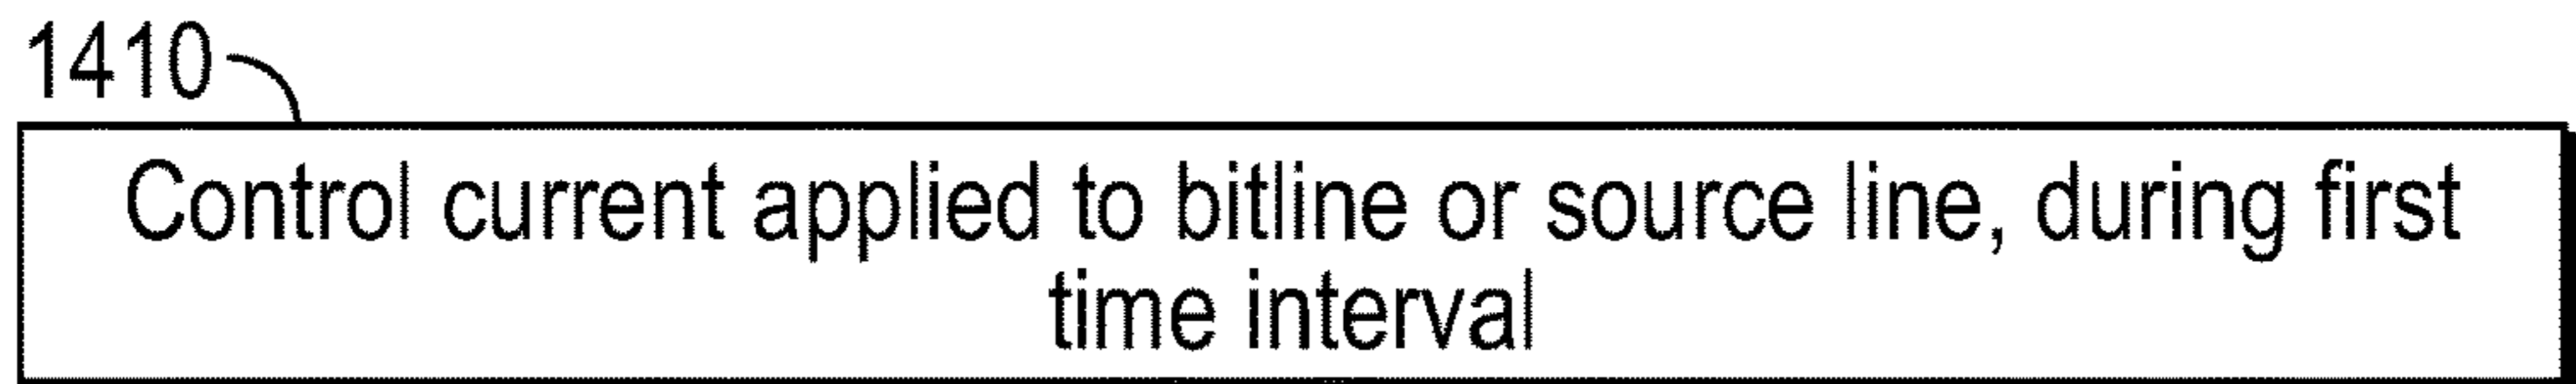 1410
Control current applied to bitline or source line, during first
time interval